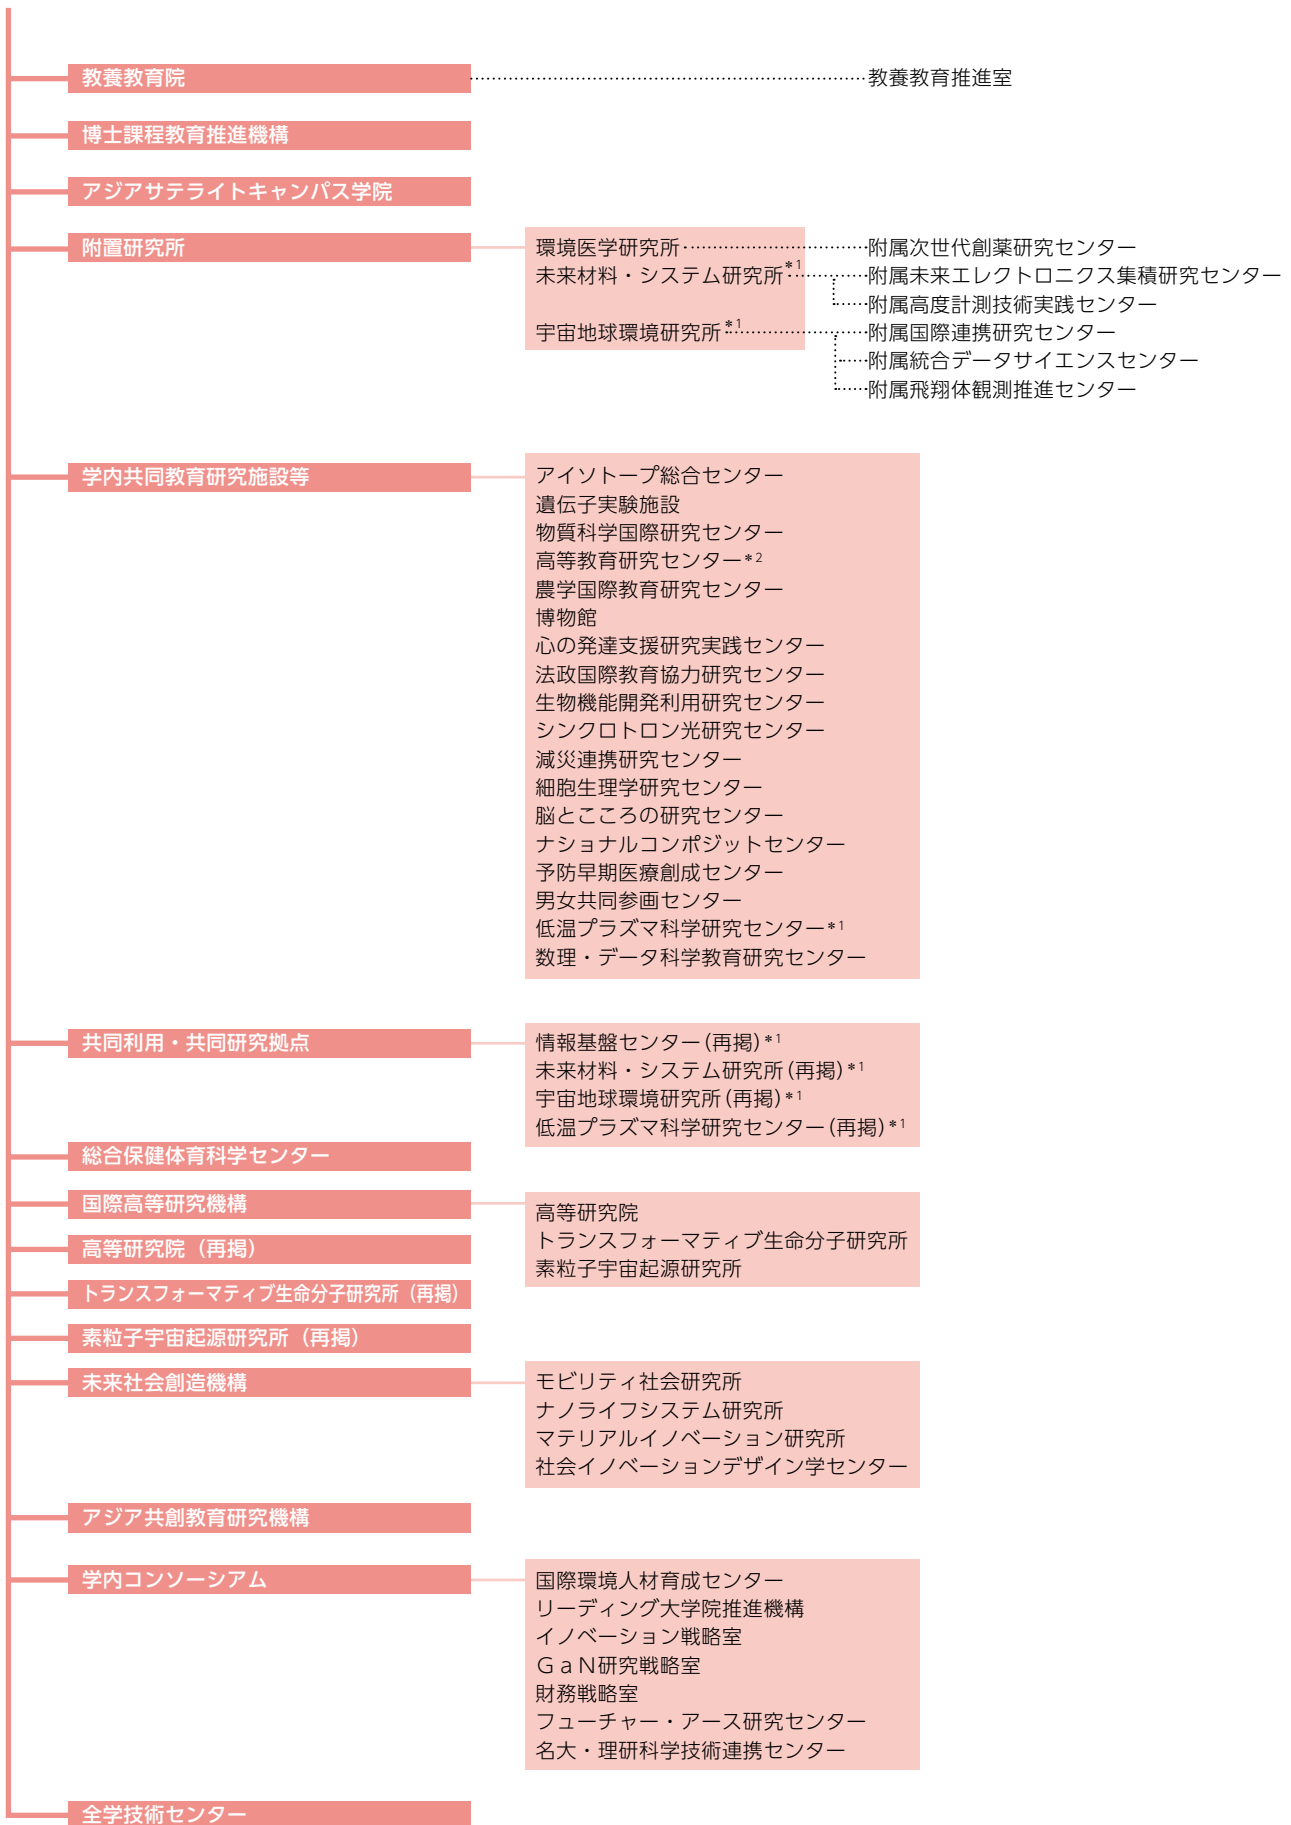 教養教育院
教養教育推進室
博士課程教育推進機構
アジアサテライトキャンパス学院
附置研究所
環境医学研究所
附属次世代創薬研究センター
未来材料・システム研究所*1
附属未来エレクトロニクス集積研究センター
附属高度計測技術実践センター
宇宙地球環境研究所*1
附属国際連携研究センター
附属統合データサイエンスセンター
附属飛翔体観測推進センター
学内共同教育研究施設等
アイソトープ総合センター
遺伝子実験施設
物質科学国際研究センター
高等教育研究センター*2
農学国際教育研究センター
博物館
心の発達支援研究実践センター
法政国際教育協力研究センター
生物機能開発利用研究センター
シンクロトロン光研究センター
減災連携研究センター
細胞生理学研究センター
脳とこころの研究センター
ナショナルコンポジットセンター
予防早期医療創成センター
男女共同参画センター
低温プラズマ科学研究センター*1
数理・データ科学教育研究センター
共同利用・共同研究拠点
情報基盤センター(再掲)*1
未来材料・システム研究所(再掲)*1
宇宙地球環境研究所(再掲)*1
低温プラズマ科学研究センター(再掲)*1
総合保健体育科学センター
国際高等研究機構
高等研究院
トランスフォーマティブ生命分子研究所
素粒子宇宙起源研究所
高等研究院（再掲）
トランスフォーマティブ生命分子研究所（再掲）
素粒子宇宙起源研究所（再掲）
未来社会創造機構
モビリティ社会研究所
ナノライフシステム研究所
マテリアルイノベーション研究所
社会イノベーションデザイン学センター
アジア共創教育研究機構
学内コンソーシアム
国際環境人材育成センター
リーディング大学院推進機構
イノベーション戦略室
ＧａＮ研究戦略室
財務戦略室
フューチャー・アース研究センター
名大・理研科学技術連携センター
全学技術センター